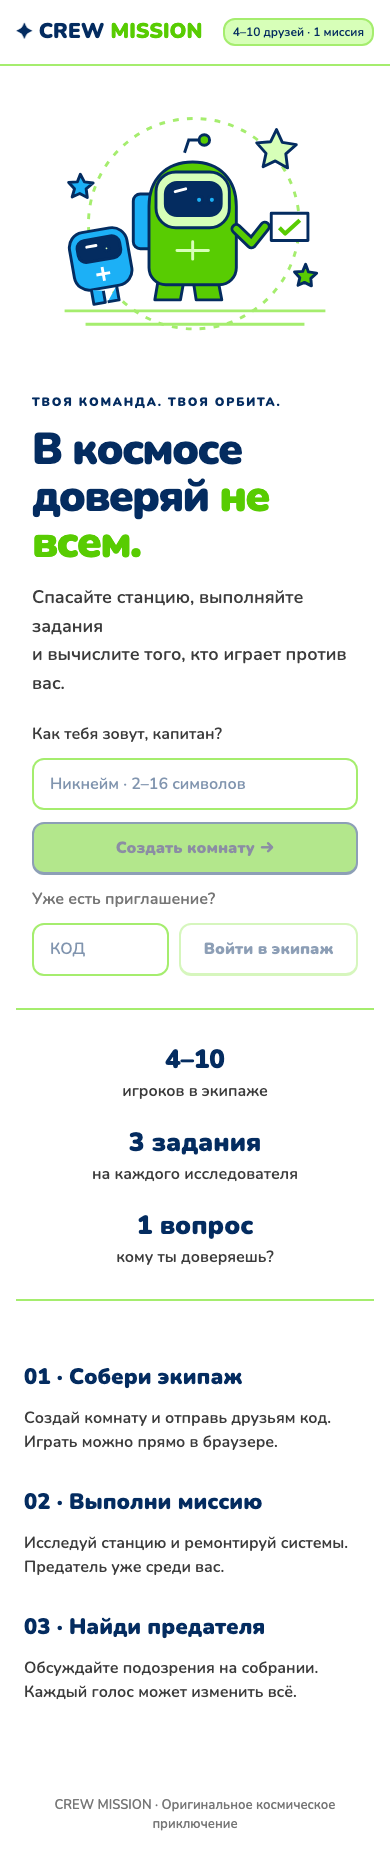 ✦ CREW MISSION
4–10 друзей · 1 миссия
ТВОЯ КОМАНДА. ТВОЯ ОРБИТА.
В космосе
доверяй не
всем.
Спасайте станцию, выполняйте
задания
и вычислите того, кто играет против
вас.
Как тебя зовут, капитан?
Никнейм · 2–16 символов
Создать комнату →
Уже есть приглашение?
КОД
Войти в экипаж
4–10
игроков в экипаже
3 задания
на каждого исследователя
1 вопрос
кому ты доверяешь?
01 · Собери экипаж
Создай комнату и отправь друзьям код.
Играть можно прямо в браузере.
02 · Выполни миссию
Исследуй станцию и ремонтируй системы.
Предатель уже среди вас.
03 · Найди предателя
Обсуждайте подозрения на собрании.
Каждый голос может изменить всё.
CREW MISSION · Оригинальное космическое
приключение